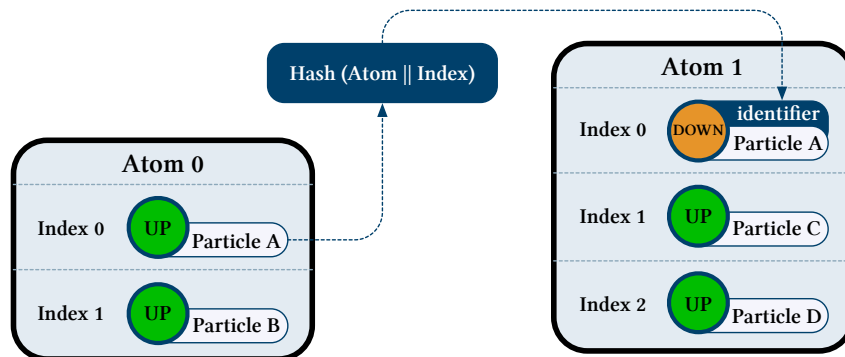 Hash (Atom || Index)
Atom 0
Index 0
UP
Particle A
Index 1
UP
Particle B
Atom 1
Index 0
DOWN
identifier
Particle A
Index 1
UP
Particle C
Index 2
UP
Particle D